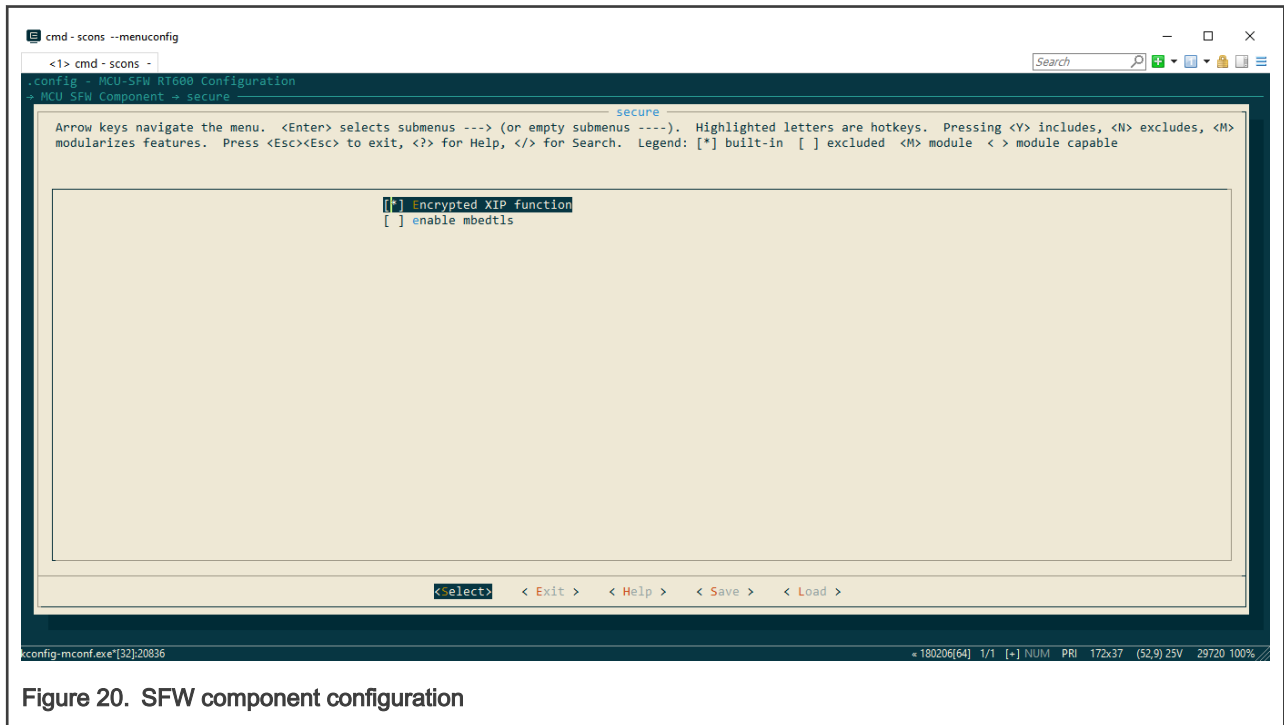 cmd - scons --menuconfig
<1> cmd - scons -
Search
.config - MCU-SFW RT600 Configuration
→ MCU SFW Component → secure
secure
Arrow keys navigate the menu. <Enter> selects submenus ---> (or empty submenus ----). Highlighted letters are hotkeys. Pressing <Y> includes, <N> excludes, <M>
modularizes features. Press <Esc><Esc> to exit, <?> for Help, </> for Search. Legend: [*] built-in [ ] excluded <M> module < > module capable
[*] Encrypted XIP function
[ ] enable mbedtls
<Select> < Exit > < Help > < Save > < Load >
kconfig-mconf.exe*[32]:20836 « 180206[64] 1/1 [+] NUM PRI 172x37 (52,9) 25V 29720 100%
Figure 20. SFW component configuration